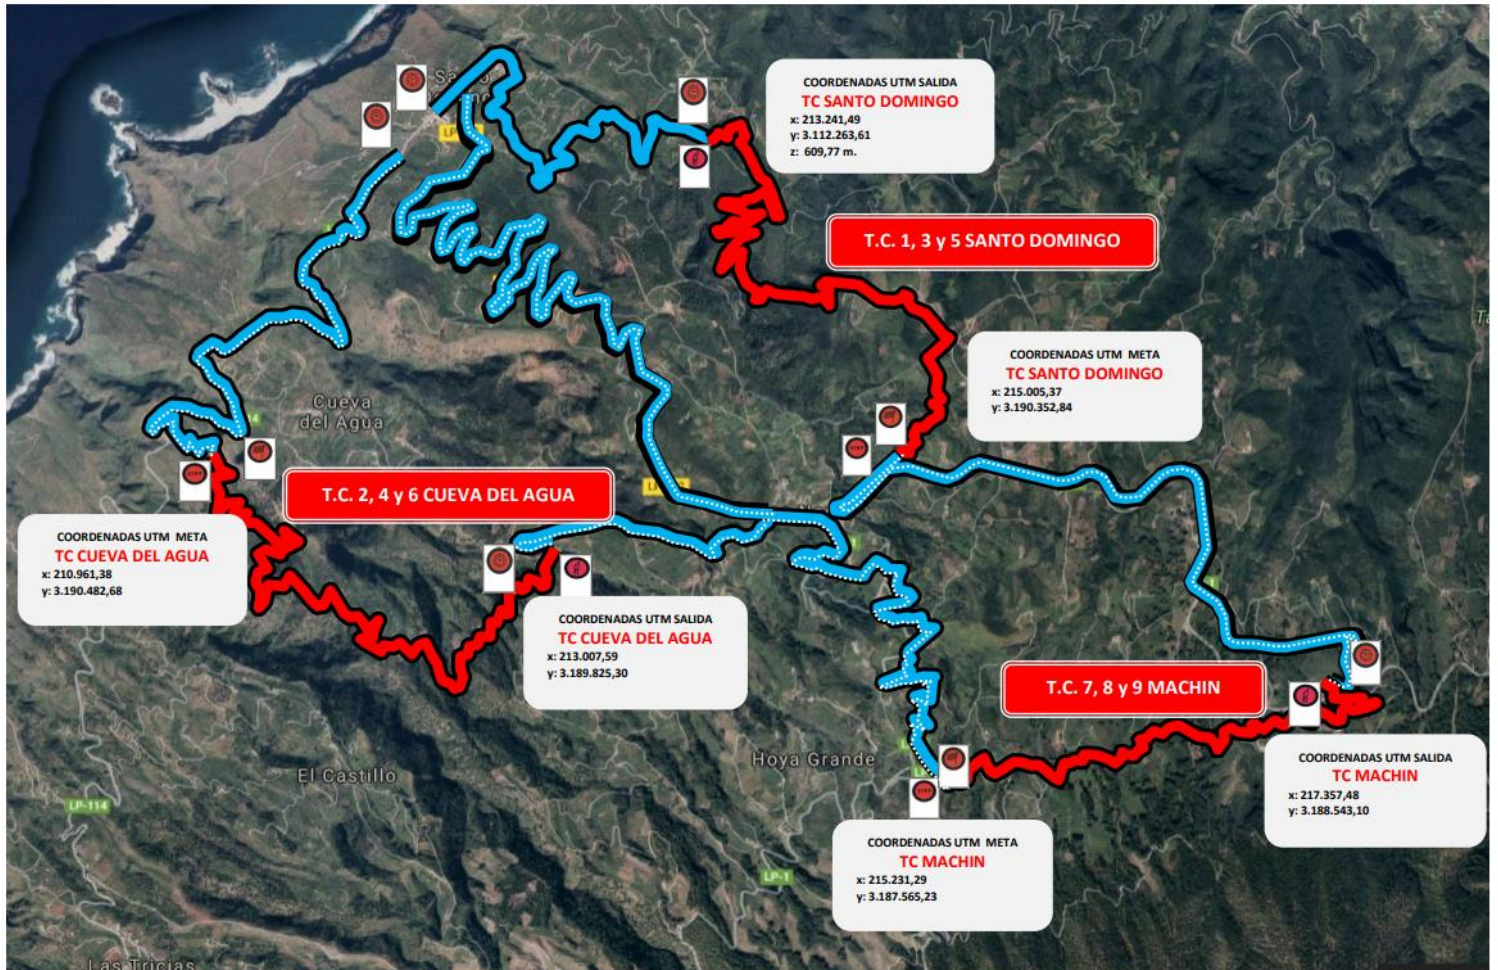 COORDENADAS UTM SALIDA
TC SANTO DOMINGO
x: 213.241,49
y: 3.112.263,61
z: 609,77 m.
T.C. 1, 3 y 5 SANTO DOMINGO
COORDENADAS UTM META
TC SANTO DOMINGO
x: 215.005,37
y: 3.190.352,84
Cueva
del Agua
T.C. 2, 4 y 6 CUEVA DEL AGUA
COORDENADAS UTM META
TC CUEVA DEL AGUA
x: 210.961,38
y: 3.190.482,68
COORDENADAS UTM SALIDA
TC CUEVA DEL AGUA
x: 213.007,59
y: 3.189.825,30
T.C. 7, 8 y 9 MACHIN
COORDENADAS UTM SALIDA
TC MACHIN
x: 217.357,48
y: 3.188.543,10
Hoya Grande
El Castillo
LP-114
COORDENADAS UTM META
TC MACHIN
x: 215.231,29
y: 3.187.565,23
LP-1
Las Tricias